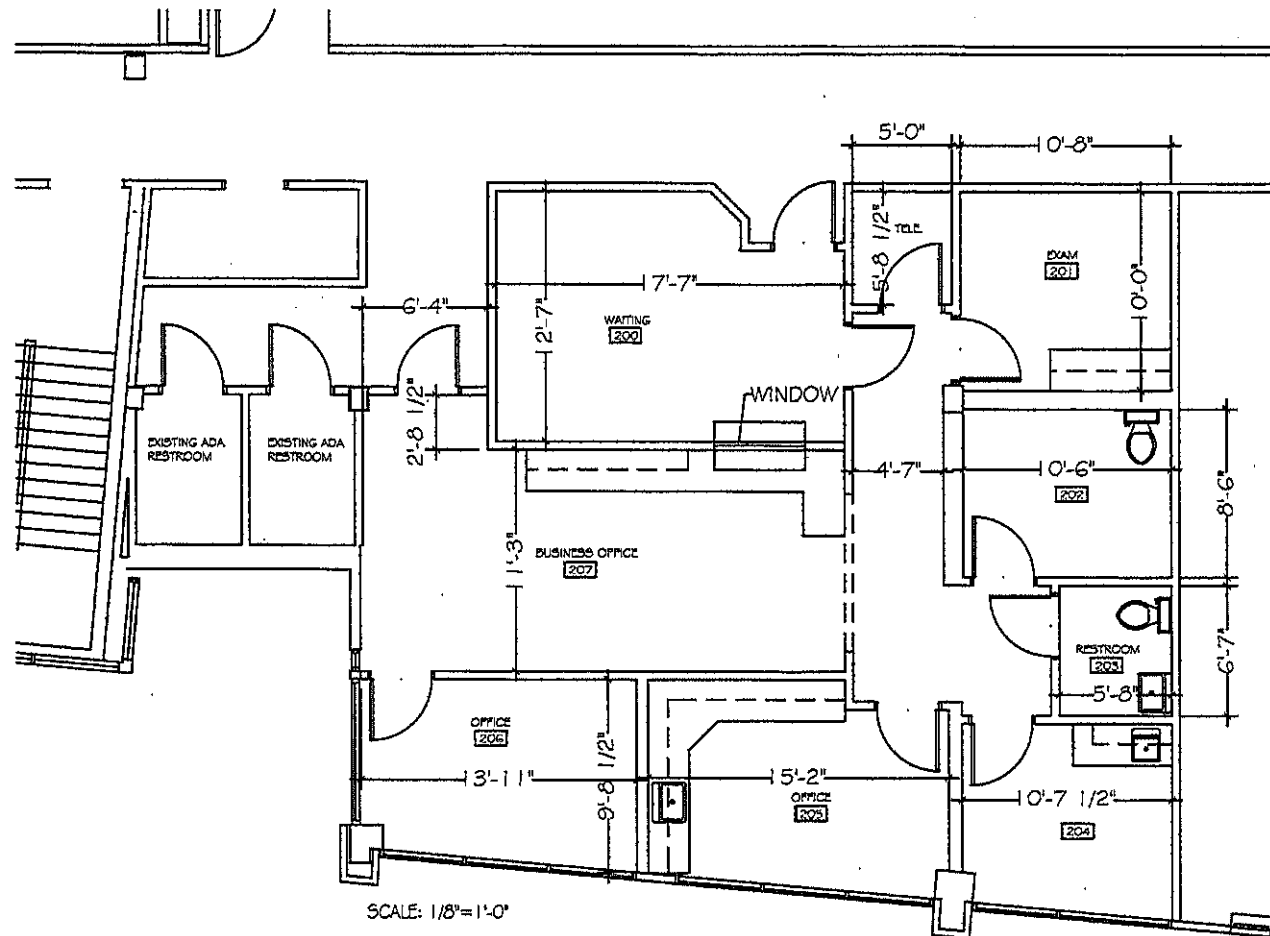 5'-0"
10'-8"
5'-8 1/2"
TELE.
EXAM
201
10'-0"
17'-7"
6'-4"
12'-7"
WAITING
200
WINDOW
2'-8 1/2"
EXISTING ADA
RESTROOM
EXISTING ADA
RESTROOM
4'-7"
10'-6"
202
8'-6"
11'-3"
BUSINESS OFFICE
207
RESTROOM
203
5'-8"
6'-7"
OFFICE
206
13'-11"
9'-8 1/2"
15'-2"
OFFICE
205
10'-7 1/2"
204
SCALE: 1/8"=1'-0"